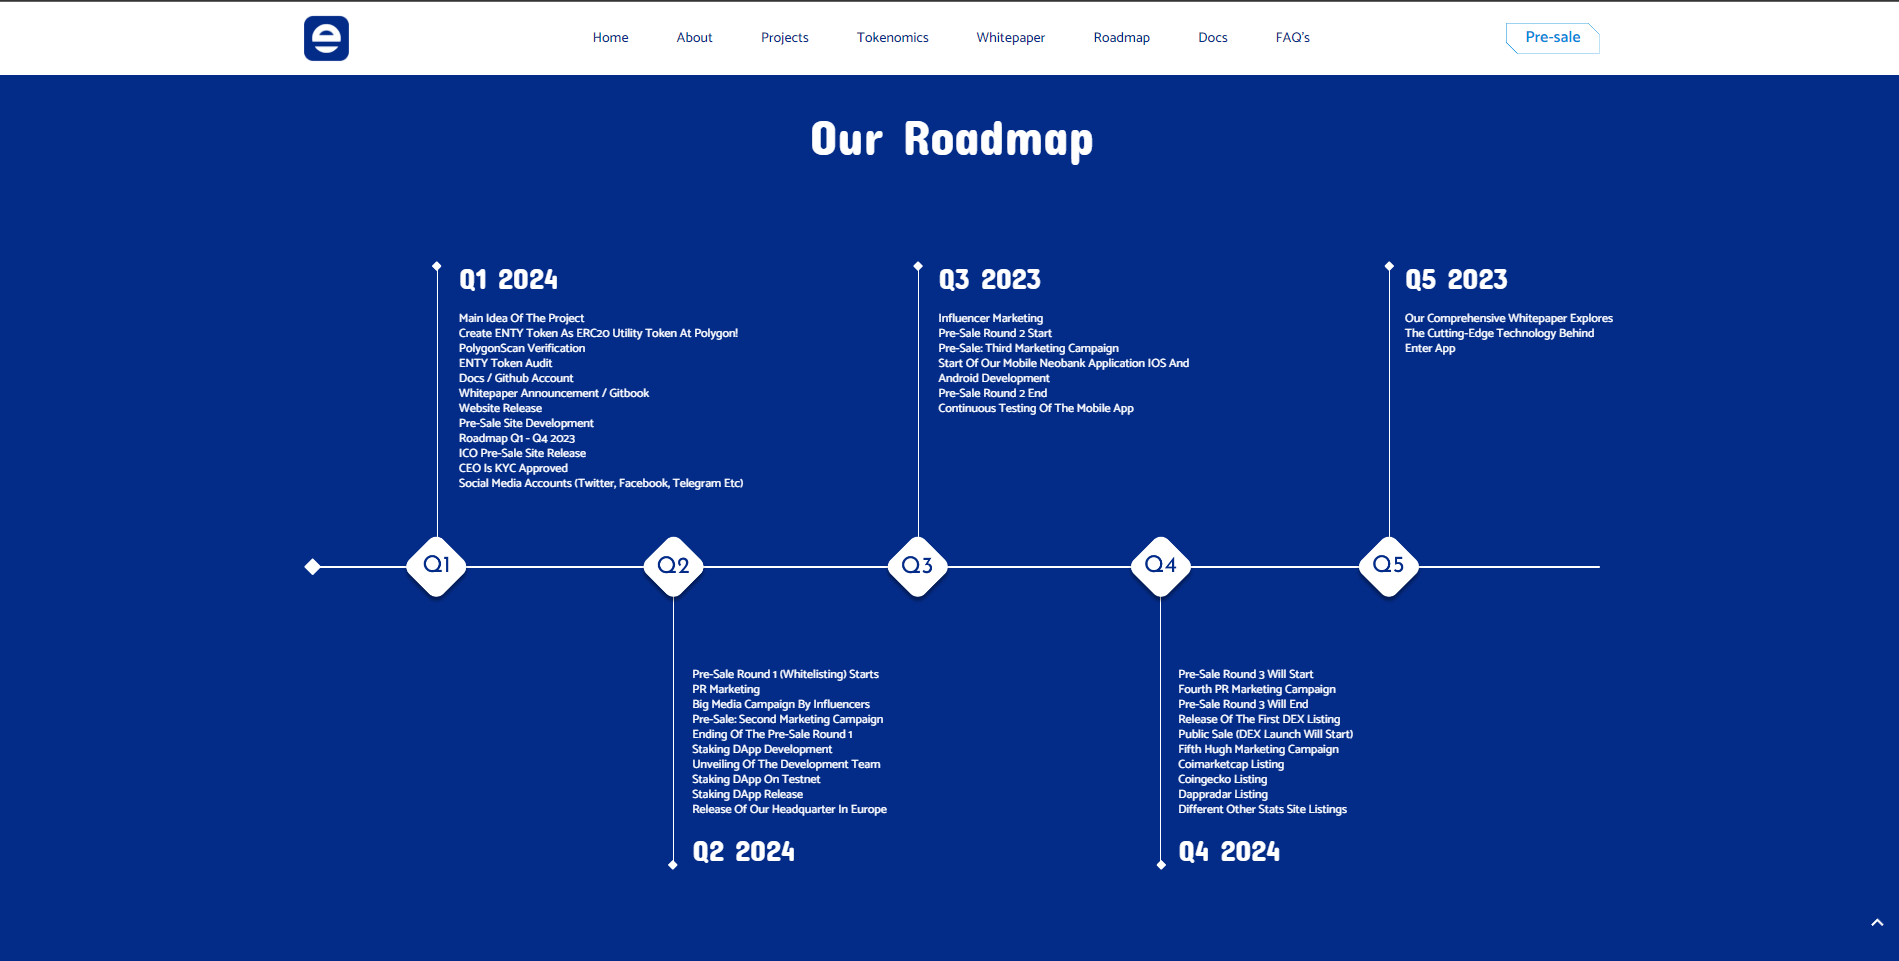 Home
About
Projects
Tokenomics
Whitepaper
Roadmap
Docs
FAQ's
Pre-sale
Our Roadmap
Q1 2024
Main Idea Of The Project
Create ENTY Token As ERC20 Utility Token At Polygon!
PolygonScan Verification
ENTY Token Audit
Docs / Github Account
Whitepaper Announcement / Gitbook
Website Release
Pre-Sale Site Development
Roadmap Q1 - Q4 2023
ICO Pre-Sale Site Release
CEO Is KYC Approved
Social Media Accounts (Twitter, Facebook, Telegram Etc)
Q3 2023
Influencer Marketing
Pre-Sale Round 2 Start
Pre-Sale: Third Marketing Campaign
Start Of Our Mobile Neobank Application IOS And
Android Development
Pre-Sale Round 2 End
Continuous Testing Of The Mobile App
Q5 2023
Our Comprehensive Whitepaper Explores
The Cutting-Edge Technology Behind
Enter App
Q1
Q2
Q3
Q4
Q5
Pre-Sale Round 1 (Whitelisting) Starts
PR Marketing
Big Media Campaign By Influencers
Pre-Sale: Second Marketing Campaign
Ending Of The Pre-Sale Round 1
Staking DApp Development
Unveiling Of The Development Team
Staking DApp On Testnet
Staking DApp Release
Release Of Our Headquarter In Europe
Q2 2024
Pre-Sale Round 3 Will Start
Fourth PR Marketing Campaign
Pre-Sale Round 3 Will End
Release Of The First DEX Listing
Public Sale (DEX Launch Will Start)
Fifth Hugh Marketing Campaign
Coimarketcap Listing
Coingecko Listing
Dappradar Listing
Different Other Stats Site Listings
Q4 2024